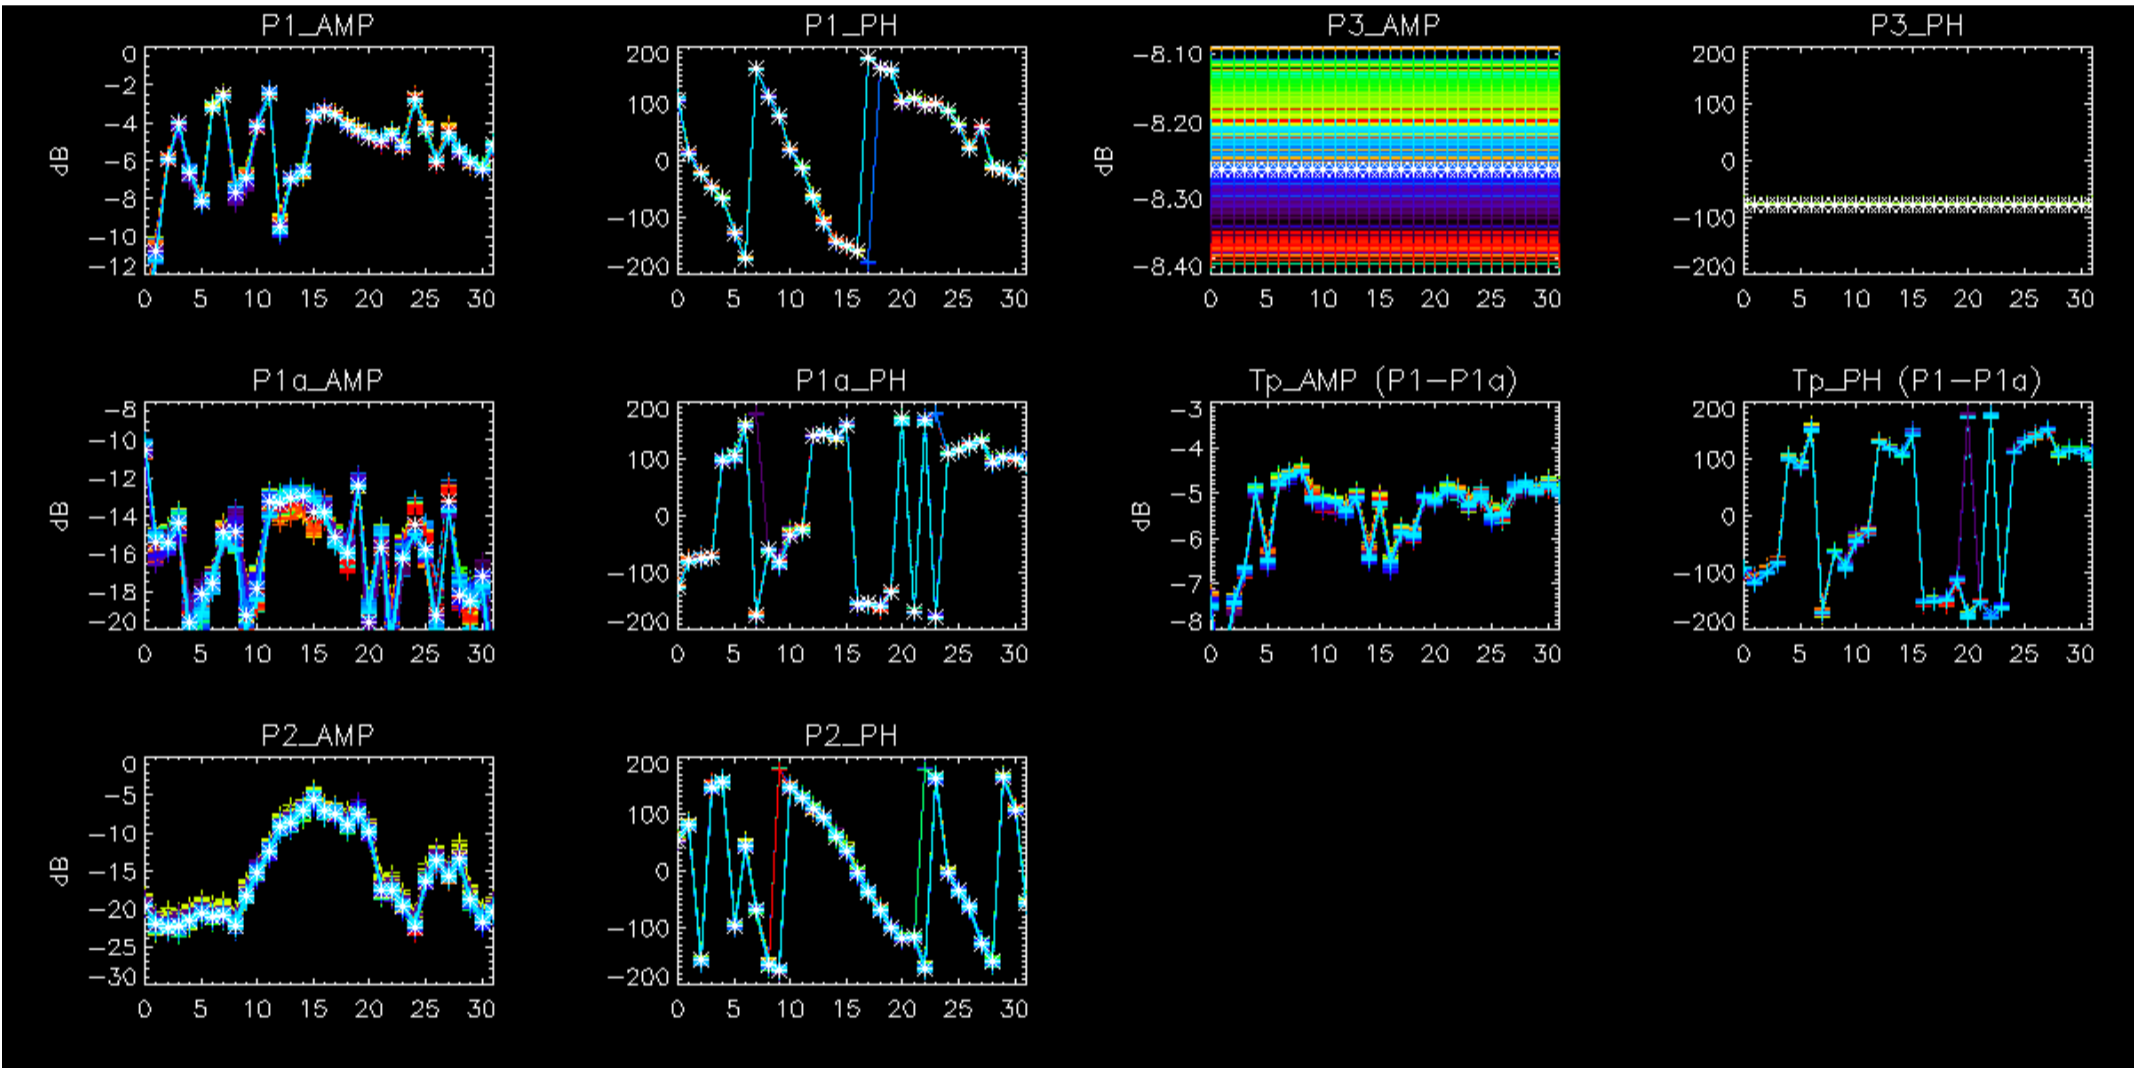 P1_AMP
dB
0
-2
-4
-6
-8
-10
-12
0 5 10 15 20 25 30
P1_PH
200
100
0
-100
-200
0 5 10 15 20 25 30
P3_AMP
dB
-8.10
-8.20
-8.30
-8.40
0 5 10 15 20 25 30
P3_PH
200
100
0
-100
-200
0 5 10 15 20 25 30
P1a_AMP
dB
-8
-10
-12
-14
-16
-18
-20
0 5 10 15 20 25 30
P1a_PH
200
100
0
-100
-200
0 5 10 15 20 25 30
Tp_AMP (P1-P1a)
dB
-3
-4
-5
-6
-7
-8
0 5 10 15 20 25 30
Tp_PH (P1-P1a)
200
100
0
-100
-200
0 5 10 15 20 25 30
P2_AMP
dB
0
-5
-10
-15
-20
-25
-30
0 5 10 15 20 25 30
P2_PH
200
100
0
-100
-200
0 5 10 15 20 25 30